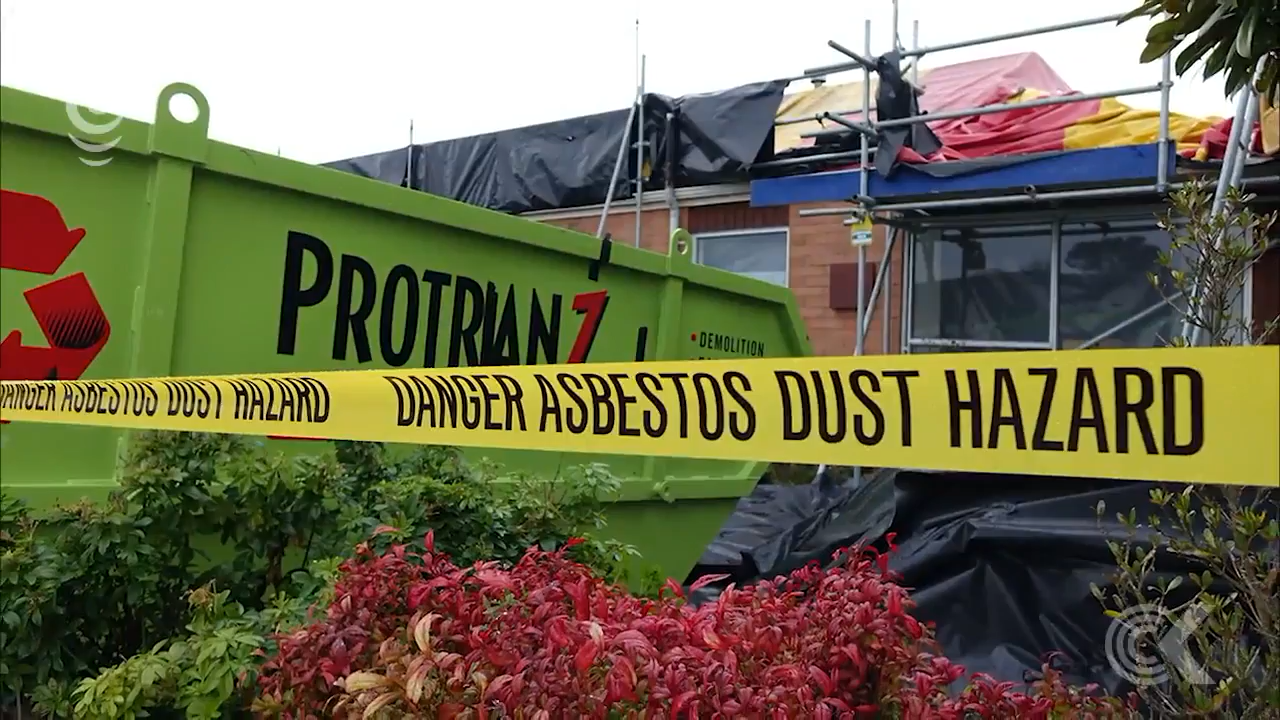 PROTRIANZ
• DEMOLITION
DANGER ASBESTOS DUST HAZARD DANGER ASBESTOS DUST HAZARD